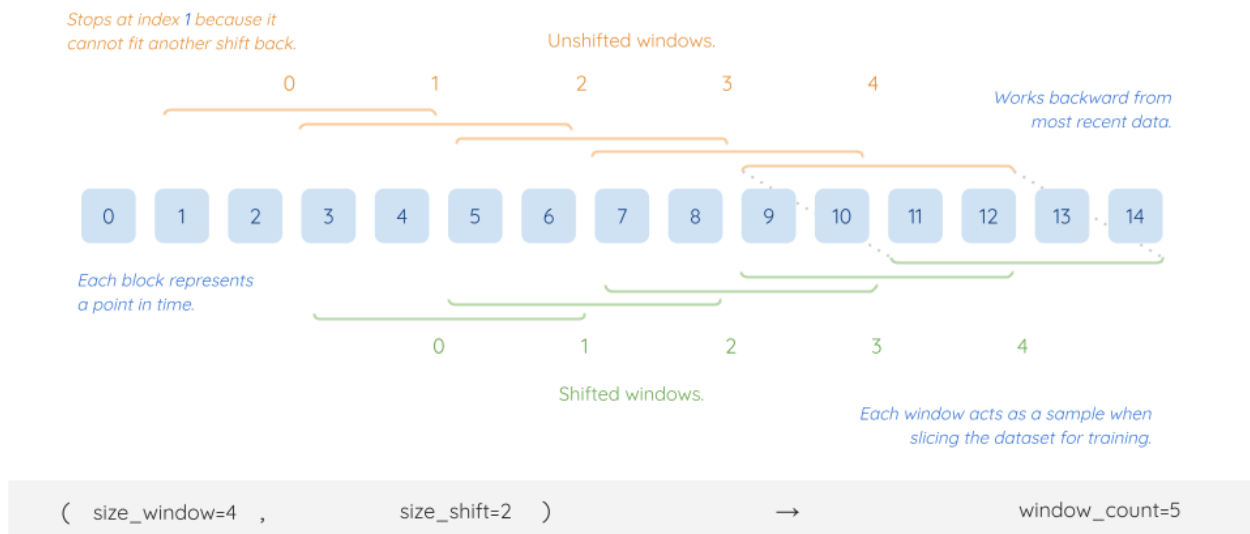 Stops at index 1 because it
cannot fit another shift back.
Unshifted windows.
0 1 2 3 4
Works backward from
most recent data.
0 1 2 3 4 5 6 7 8 9 10 11 12 13 14
Each block represents
a point in time.
0 1 2 3 4
Shifted windows.
Each window acts as a sample when
slicing the dataset for training.
( size_window=4 , size_shift=2 ) → window_count=5